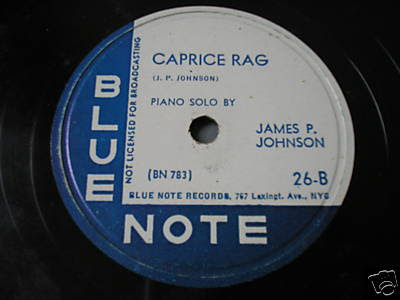 CAPRICE RAG
(J. P. JOHNSON)
PIANO SOLO BY
JAMES P.
JOHNSON
(BN 783)
26-B
BLUE NOTE RECORDS, 767 Lexingt. Ave., NYC
NOT LICENSED FOR BROADCASTING
BLUE
NOTE
ebY